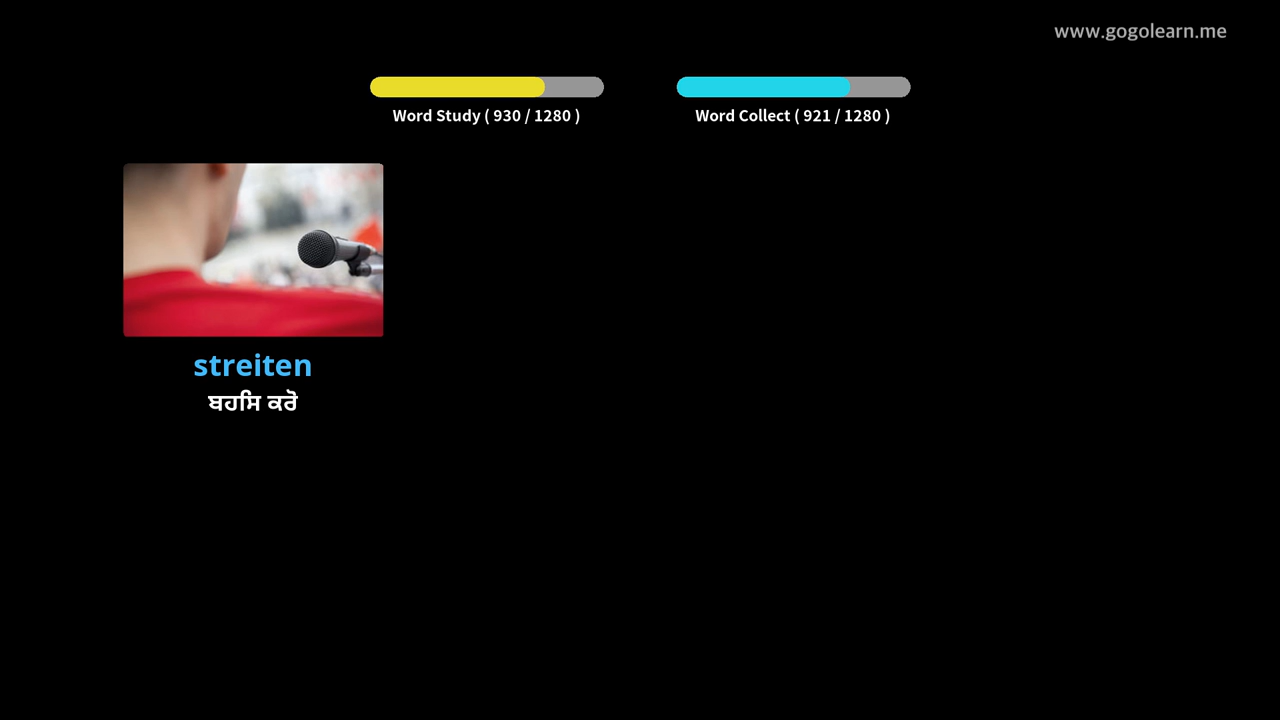 www.gogolearn.me
Word Study ( 930 / 1280 )
Word Collect ( 921 / 1280 )
streiten
ਬਹਸਿ ਕਰੋ